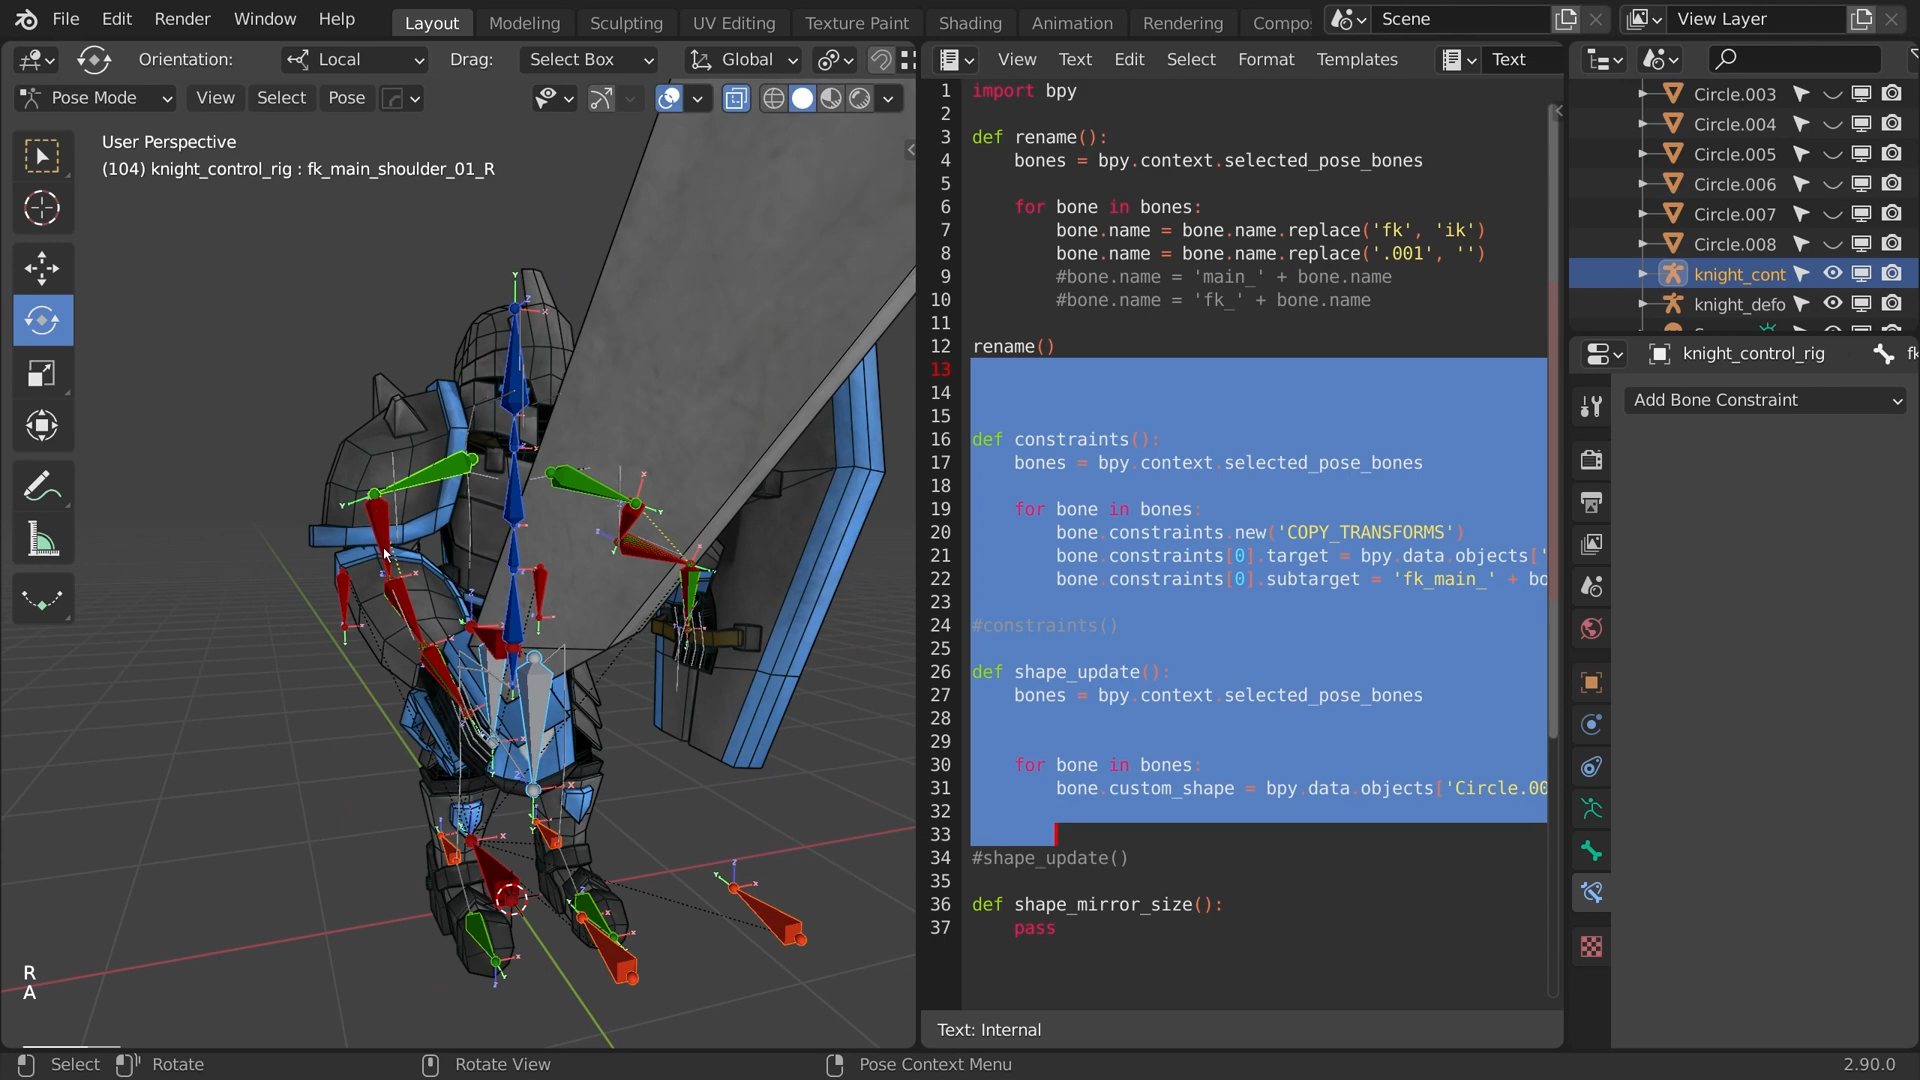 File Edit Render Window Help Layout Modeling Sculpting UV Editing Texture Paint Shading Animation Rendering Scene View Layer
Orientation: Local Drag: Select Box Global
View Text Edit Select Format Templates Text
Pose Mode View Select Pose
User Perspective
(104) knight_control_rig : fk_main_shoulder_01_R
R
A
1 import bpy
2
3 def rename():
4 bones = bpy.context.selected_pose_bones
5
6 for bone in bones:
7 bone.name = bone.name.replace('fk', 'ik')
8 bone.name = bone.name.replace('.001', '')
9 #bone.name = 'main_' + bone.name
10 #bone.name = 'fk_' + bone.name
11
12 rename()
13
14
15
16 def constraints():
17 bones = bpy.context.selected_pose_bones
18
19 for bone in bones:
20 bone.constraints.new('COPY_TRANSFORMS')
21 bone.constraints[0].target = bpy.data.objects['
22 bone.constraints[0].subtarget = 'fk_main_' + bo
23
24 #constraints()
25
26 def shape_update():
27 bones = bpy.context.selected_pose_bones
28
29
30 for bone in bones:
31 bone.custom_shape = bpy.data.objects['Circle.00
32
33
34 #shape_update()
35
36 def shape_mirror_size():
37 pass
Text: Internal
Circle.003
Circle.004
Circle.005
Circle.006
Circle.007
Circle.008
knight_cont
knight_defo
knight_control_rig
Add Bone Constraint
Select Rotate Rotate View Pose Context Menu 2.90.0